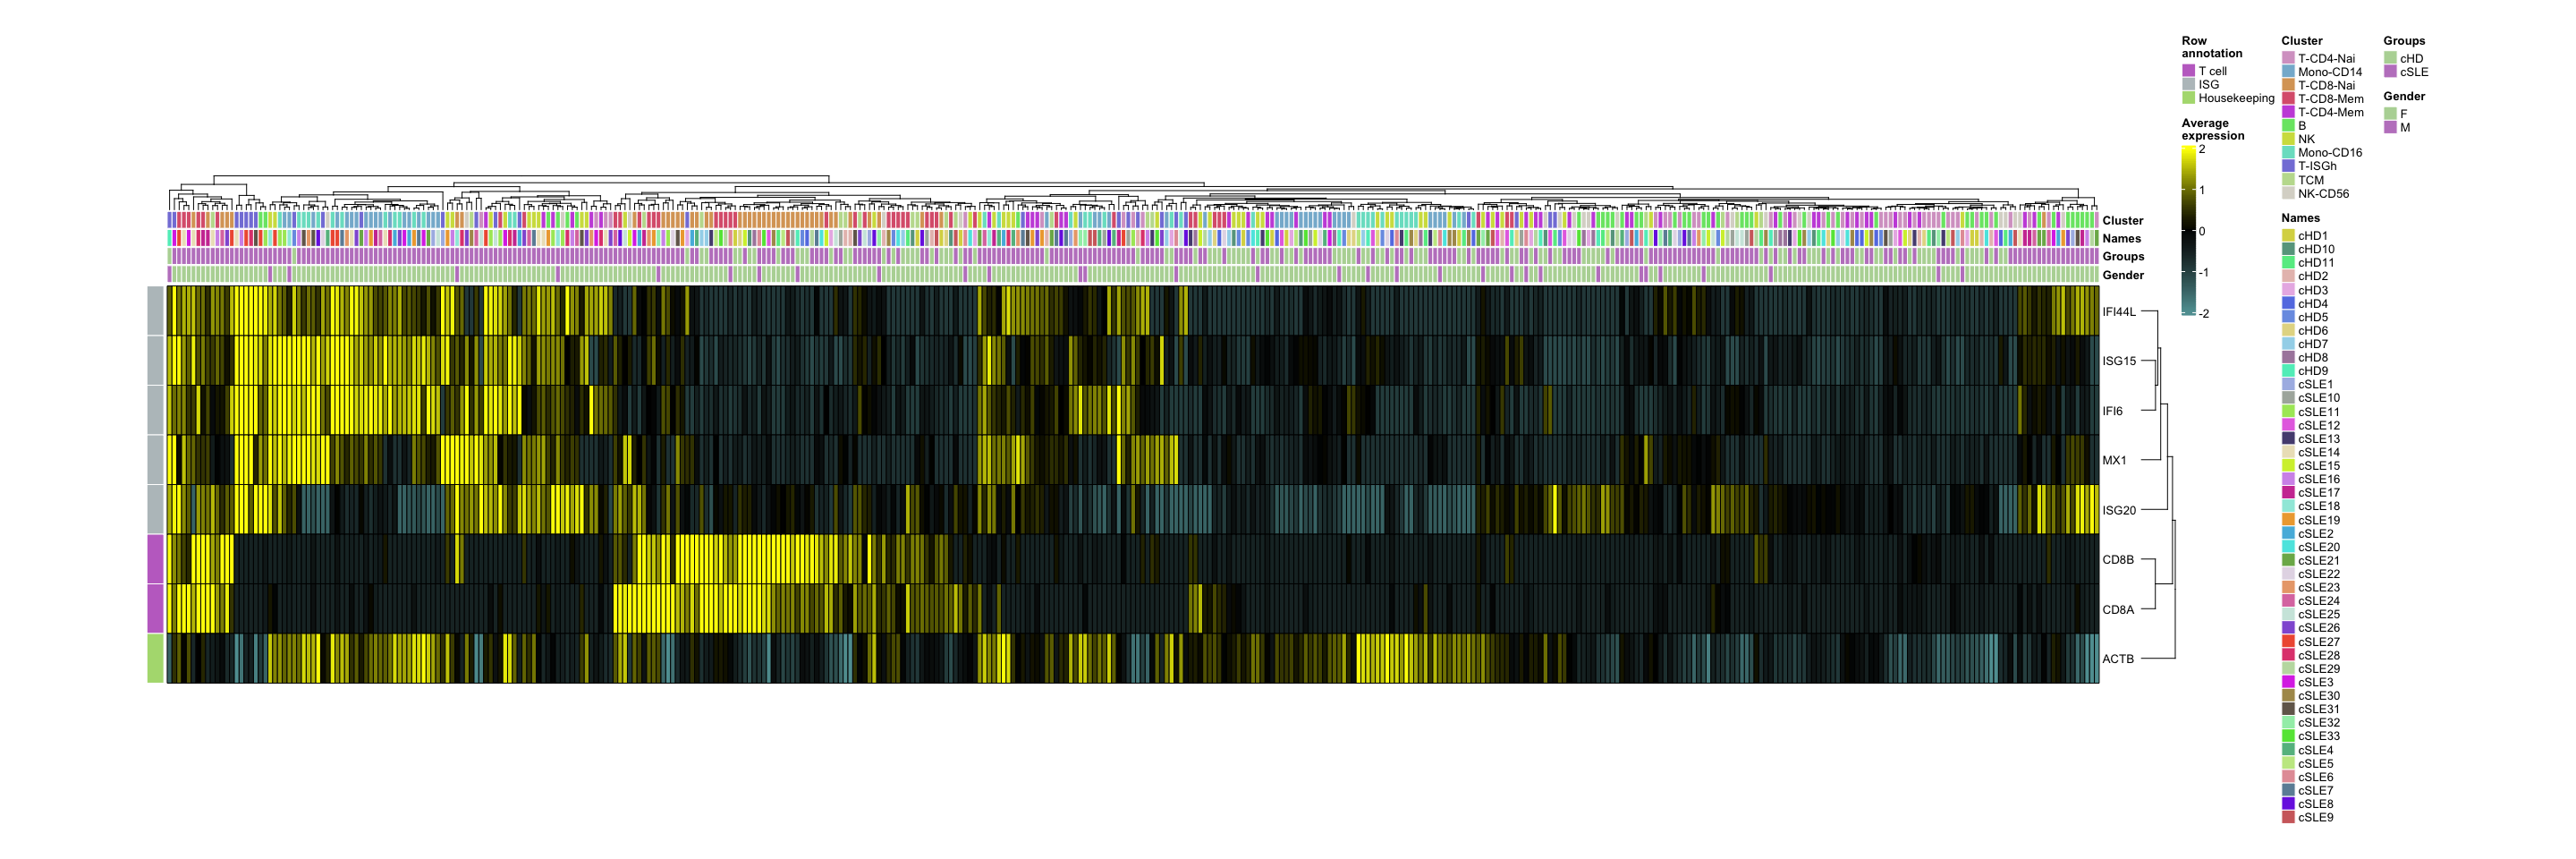 Cluster
Names
Groups
Gender
IFI44L
ISG15
IFI6
MX1
ISG20
CD8B
CD8A
ACTB
Row
annotation
T cell
ISG
Housekeeping
Average
expression
2
1
0
-1
-2
Cluster
T-CD4-Nai
Mono-CD14
T-CD8-Nai
T-CD8-Mem
T-CD4-Mem
B
NK
Mono-CD16
T-ISGh
TCM
NK-CD56
Names
cHD1
cHD10
cHD11
cHD2
cHD3
cHD4
cHD5
cHD6
cHD7
cHD8
cHD9
cSLE1
cSLE10
cSLE11
cSLE12
cSLE13
cSLE14
cSLE15
cSLE16
cSLE17
cSLE18
cSLE19
cSLE2
cSLE20
cSLE21
cSLE22
cSLE23
cSLE24
cSLE25
cSLE26
cSLE27
cSLE28
cSLE29
cSLE3
cSLE30
cSLE31
cSLE32
cSLE33
cSLE4
cSLE5
cSLE6
cSLE7
cSLE8
cSLE9
Groups
cHD
cSLE
Gender
F
M